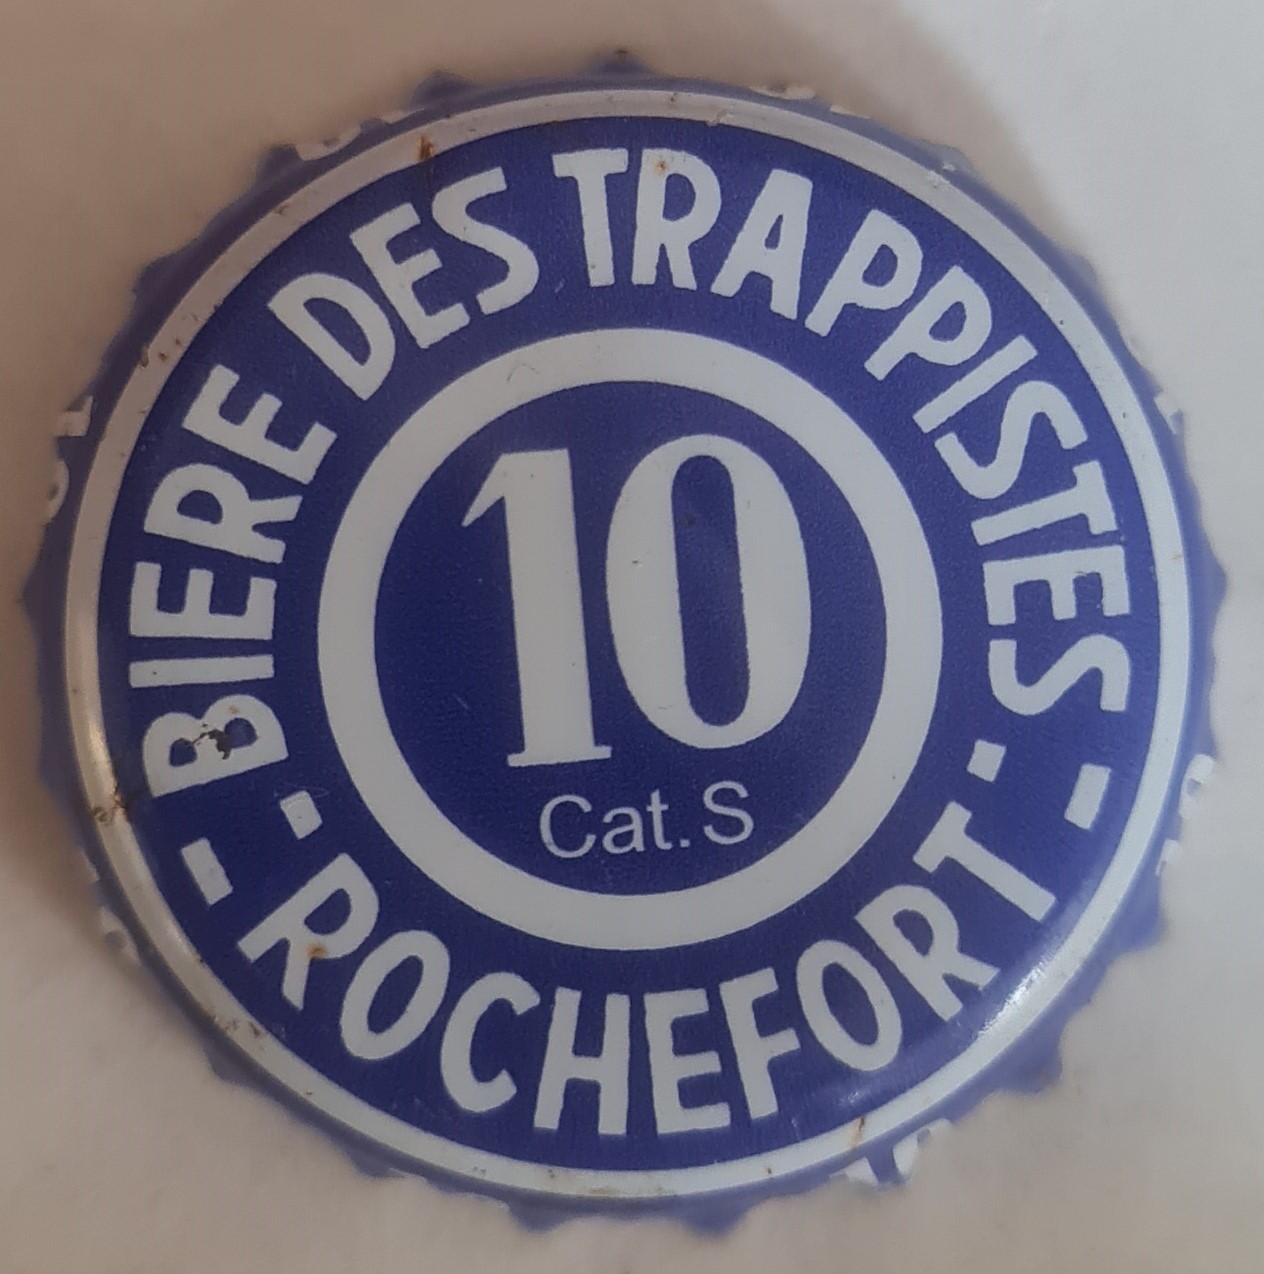 BIERE DES TRAPPISTES
10
Cat. S
- ROCHEFORT -